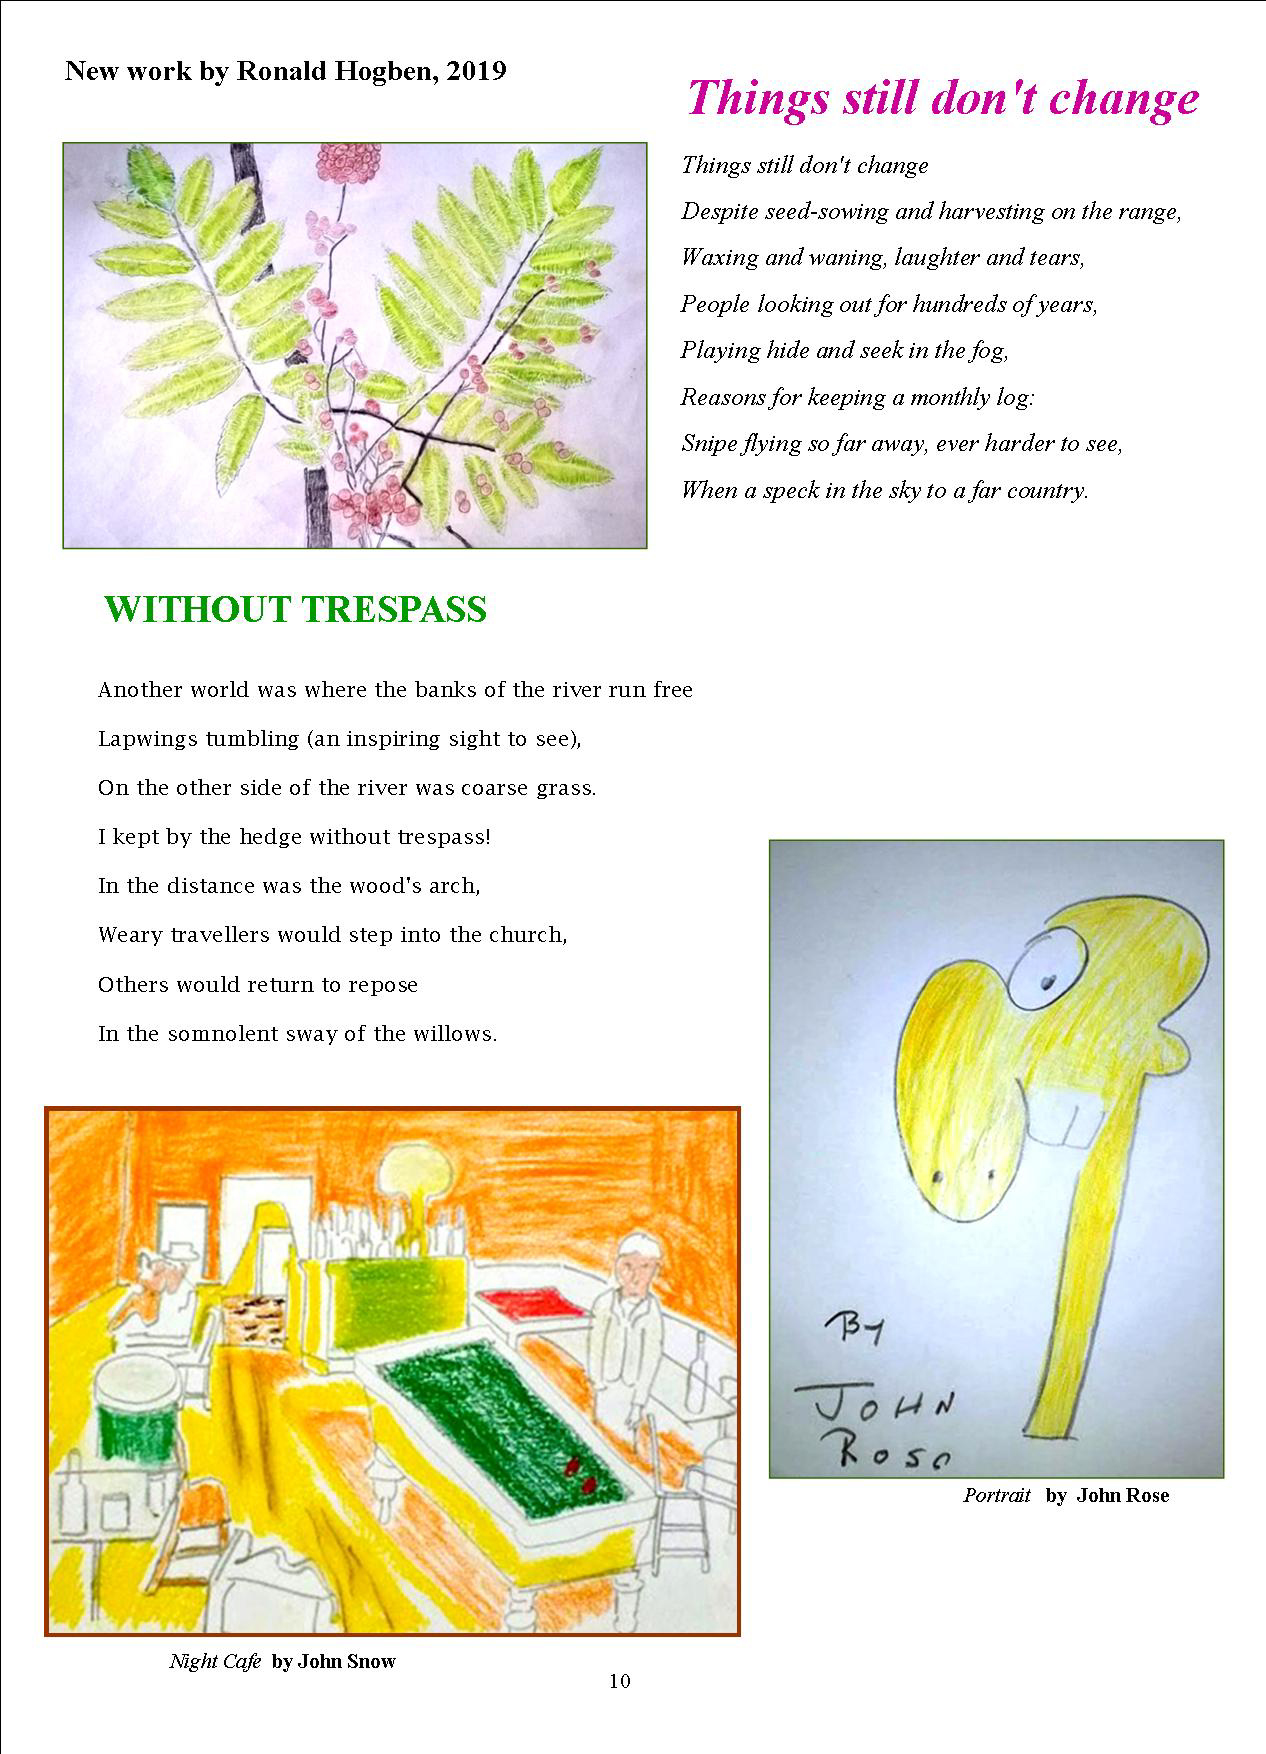 New work by Ronald Hogben, 2019
Things still don't change
Things still don't change
Despite seed-sowing and harvesting on the range,
Waxing and waning, laughter and tears,
People looking out for hundreds of years,
Playing hide and seek in the fog,
Reasons for keeping a monthly log:
Snipe flying so far away, ever harder to see,
When a speck in the sky to a far country.
WITHOUT TRESPASS
Another world was where the banks of the river run free
Lapwings tumbling (an inspiring sight to see),
On the other side of the river was coarse grass.
I kept by the hedge without trespass!
In the distance was the wood's arch,
Weary travellers would step into the church,
Others would return to repose
In the somnolent sway of the willows.
By
JOHN
ROSE
Portrait by John Rose
Night Cafe by John Snow
10